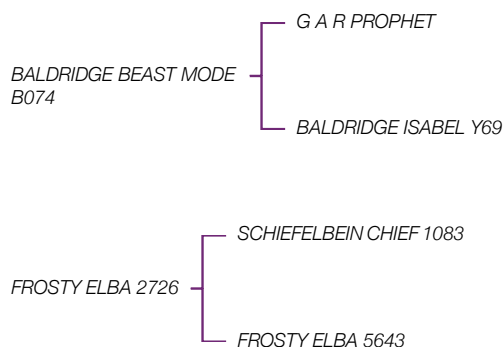 G A R PROPHET
BALDRIDGE BEAST MODE
B074
BALDRIDGE ISABEL Y69
SCHIEFELBEIN CHIEF 1083
FROSTY ELBA 2726
FROSTY ELBA 5643